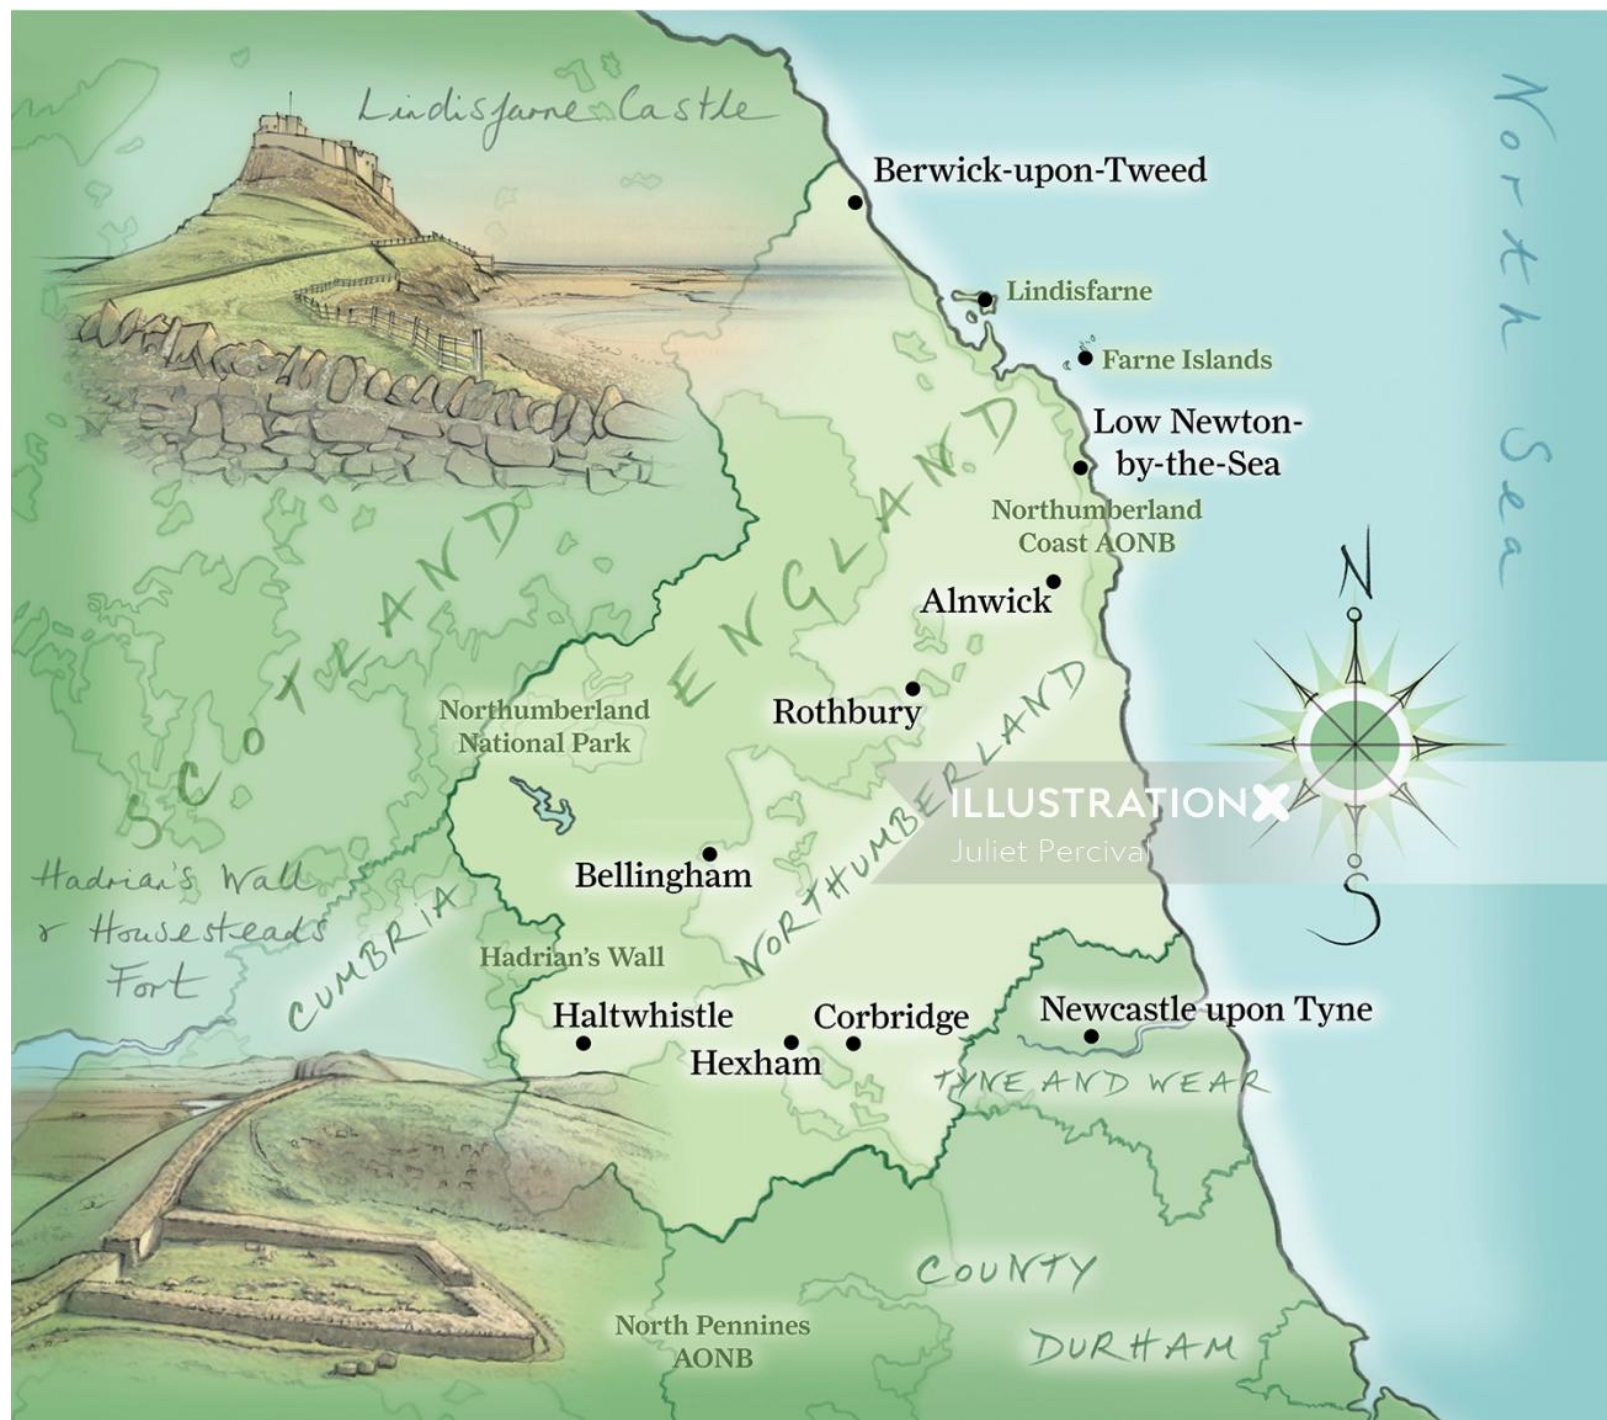 Lindisfarne Castle
North Sea
Berwick-upon-Tweed
Lindisfarne
Farne Islands
Low Newton-
by-the-Sea
ENGLAND
Northumberland
Coast AONB
SCOTLAND
Alnwick
N
Rothbury
Northumberland
National Park
NORTHUMBERLAND
ILLUSTRATIONX
Juliet Percival
Bellingham
S
Hadrian's Wall
& Housesteads
Fort
CUMBRIA
Hadrian's Wall
Haltwhistle
Corbridge
Newcastle upon Tyne
Hexham
TYNE AND WEAR
COUNTY
DURHAM
North Pennines
AONB